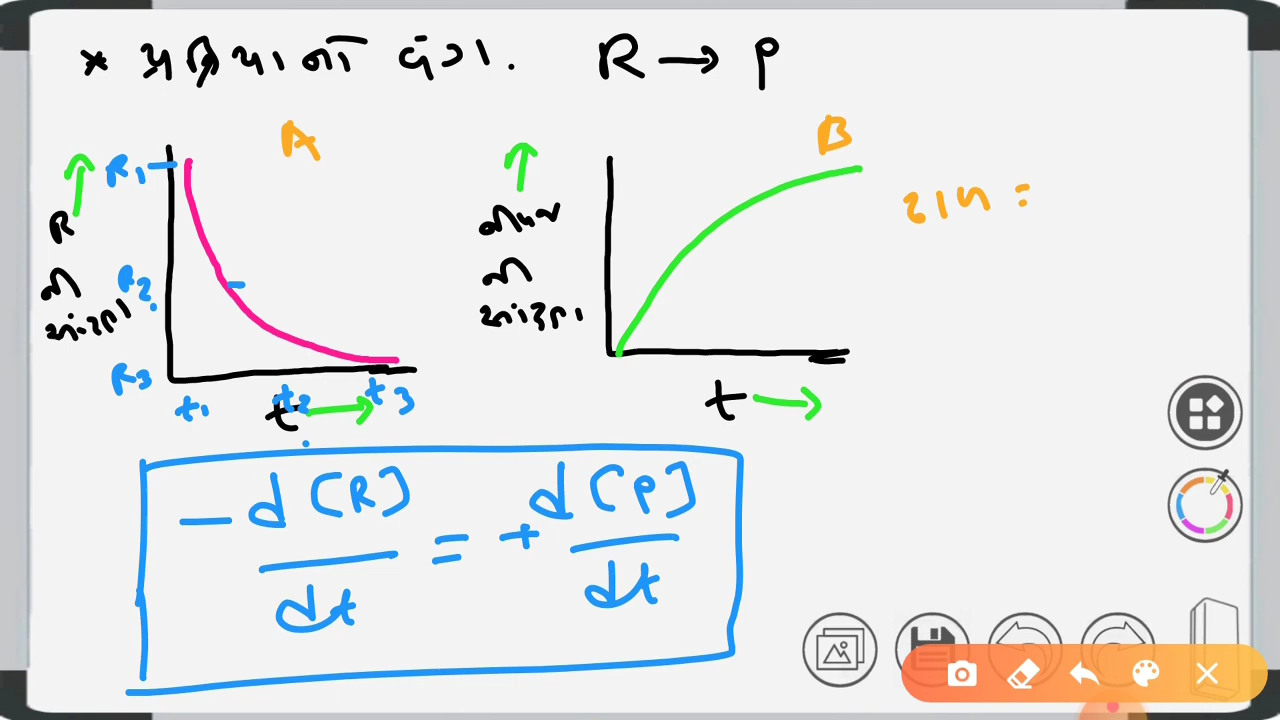 * પ્રક્રિયાનો વેગ. R → P
A
B
R₁
R
ની
સાંદ્રતા
R₂
R₃
t₁
t₂
t₃
t →
નીપજ
ની
સાંદ્રતા
t →
ઢાળ =
- d[R]/dt = + d[P]/dt